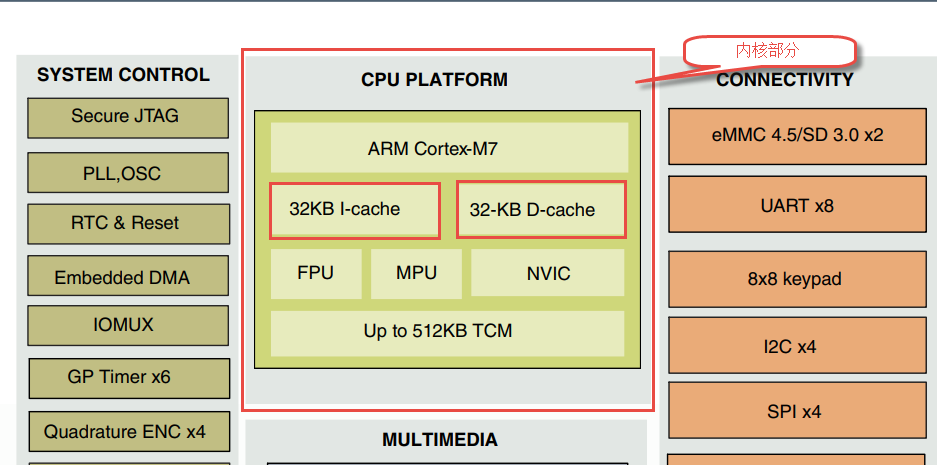 内核部分
SYSTEM CONTROL
Secure JTAG
PLL,OSC
RTC & Reset
Embedded DMA
IOMUX
GP Timer x6
Quadrature ENC x4
CPU PLATFORM
ARM Cortex-M7
32KB I-cache
32-KB D-cache
FPU
MPU
NVIC
Up to 512KB TCM
MULTIMEDIA
CONNECTIVITY
eMMC 4.5/SD 3.0 x2
UART x8
8x8 keypad
I2C x4
SPI x4